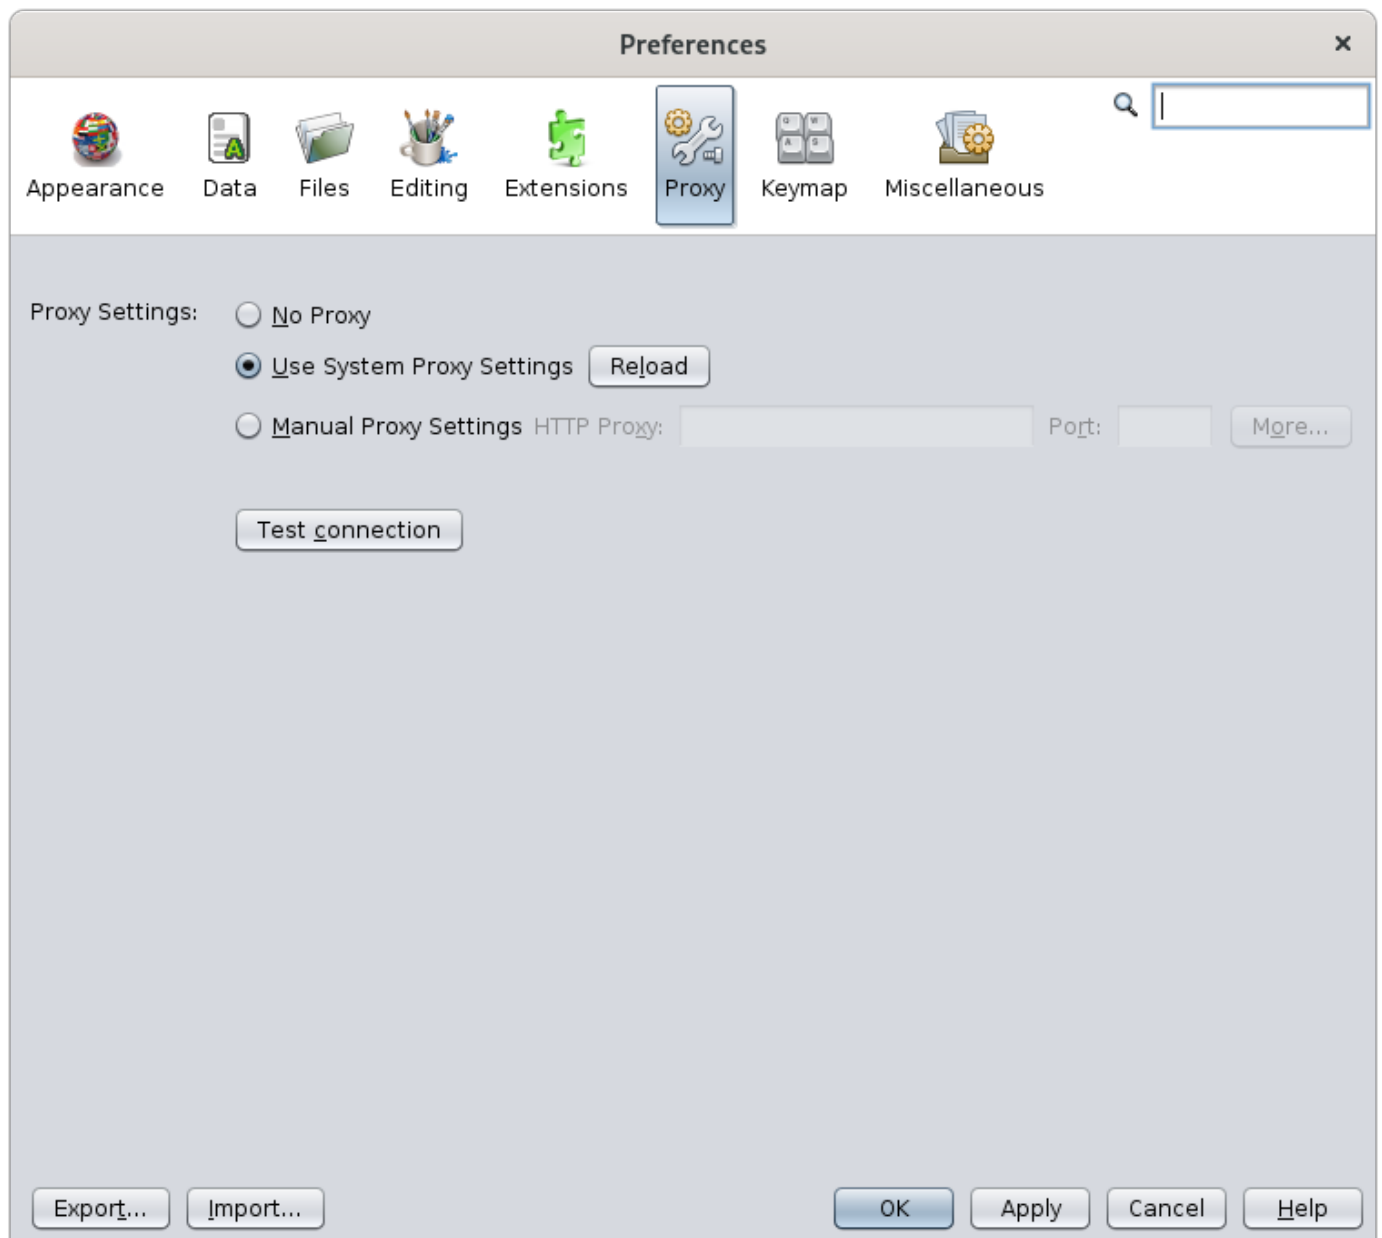 Preferences
Appearance Data Files Editing Extensions Proxy Keymap Miscellaneous
Proxy Settings: No Proxy
Use System Proxy Settings Reload
Manual Proxy Settings HTTP Proxy: Port: More...
Test connection
Export... Import... OK Apply Cancel Help